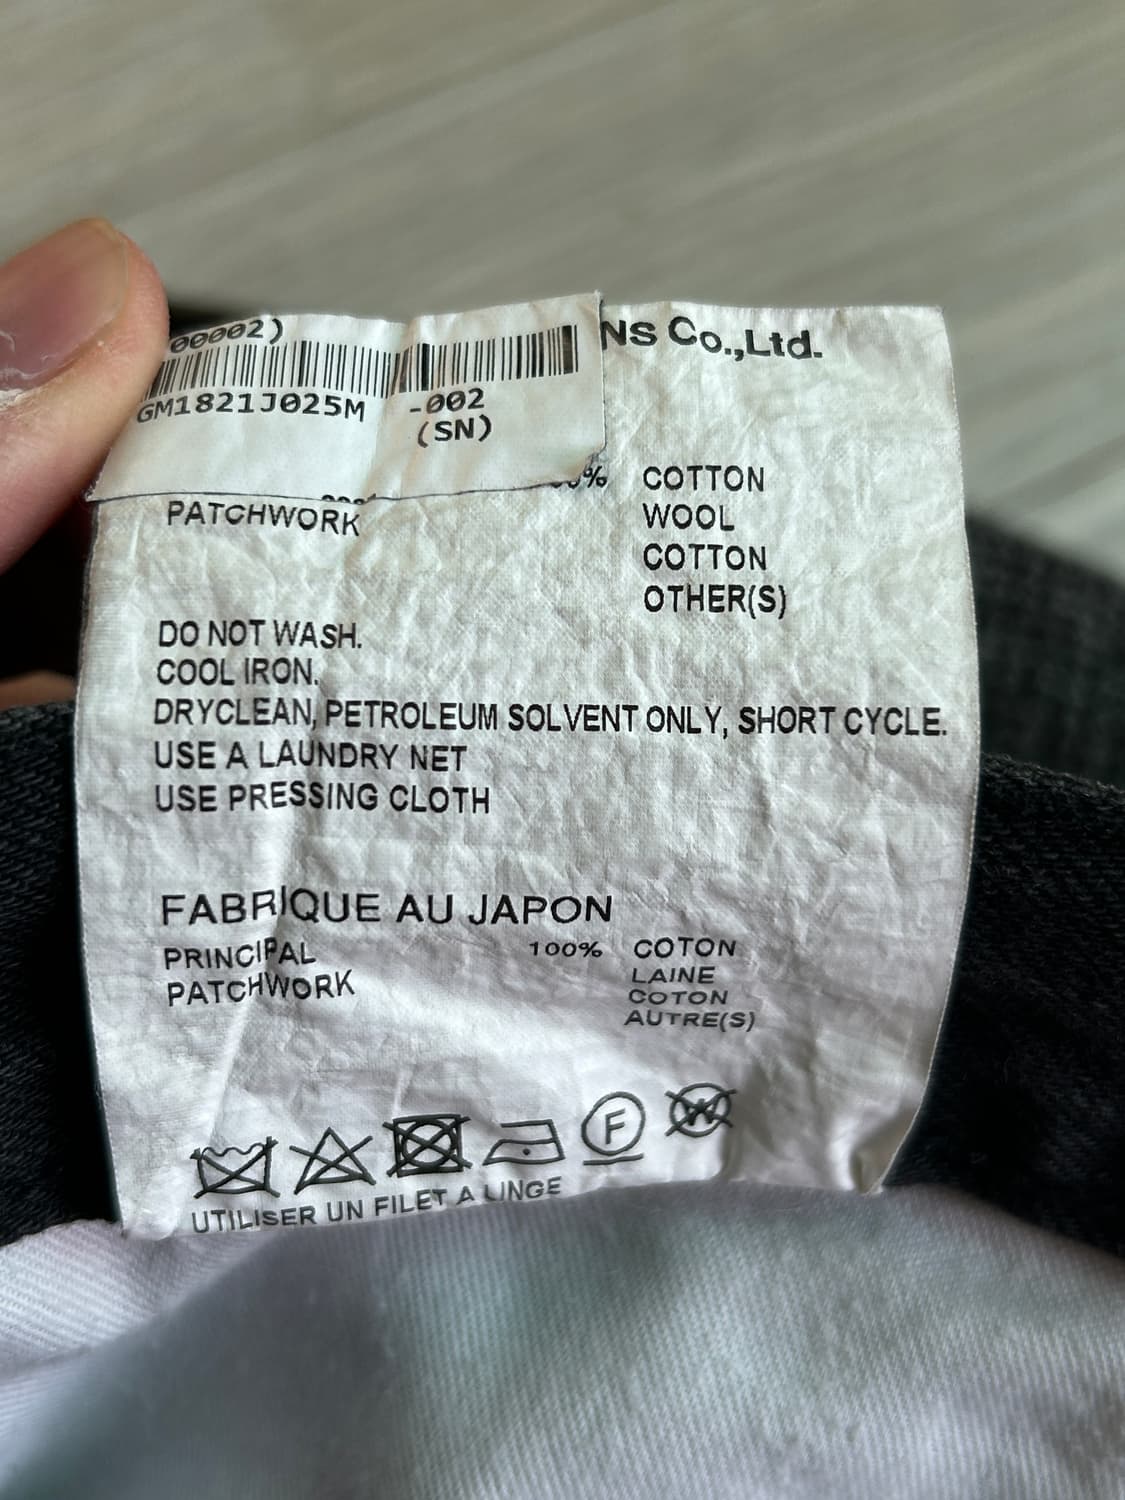 00002)
GM1821J025M -002
(SN)
NS Co.,Ltd.
% COTTON
PATCHWORK WOOL
COTTON
OTHER(S)
DO NOT WASH.
COOL IRON.
DRYCLEAN, PETROLEUM SOLVENT ONLY, SHORT CYCLE.
USE A LAUNDRY NET
USE PRESSING CLOTH
FABRIQUE AU JAPON
PRINCIPAL 100% COTON
PATCHWORK LAINE
COTON
AUTRE(S)
F
W
UTILISER UN FILET A LINGE